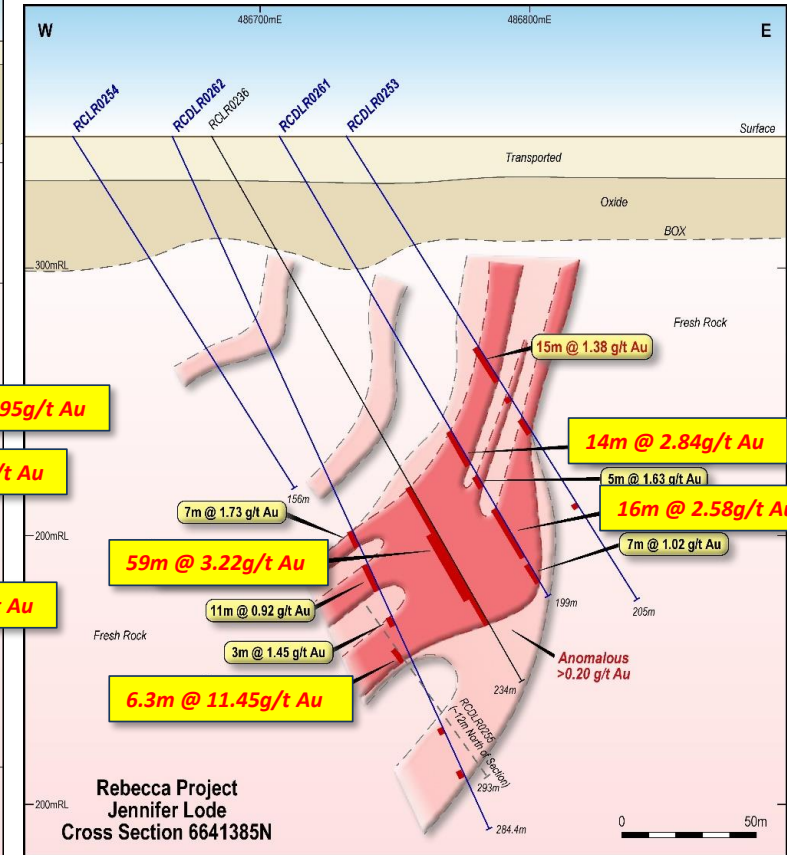 486700mE
486800mE
W
E
RCLR0254
RCDLR0262
RCLR0236
RCDLR0261
RCDLR0253
Surface
Transported
Oxide
BOX
300mRL
Fresh Rock
15m @ 1.38 g/t Au
95g/t Au
14m @ 2.84g/t Au
/t Au
5m @ 1.63 g/t Au
156m
7m @ 1.73 g/t Au
16m @ 2.58g/t Au
200mRL
7m @ 1.02 g/t Au
59m @ 3.22g/t Au
199m
205m
t Au
11m @ 0.92 g/t Au
Fresh Rock
3m @ 1.45 g/t Au
Anomalous
>0.20 g/t Au
234m
6.3m @ 11.45g/t Au
RCDLR0255
(~12m North of Section)
293m
Rebecca Project
Jennifer Lode
Cross Section 6641385N
200mRL
284.4m
0
50m